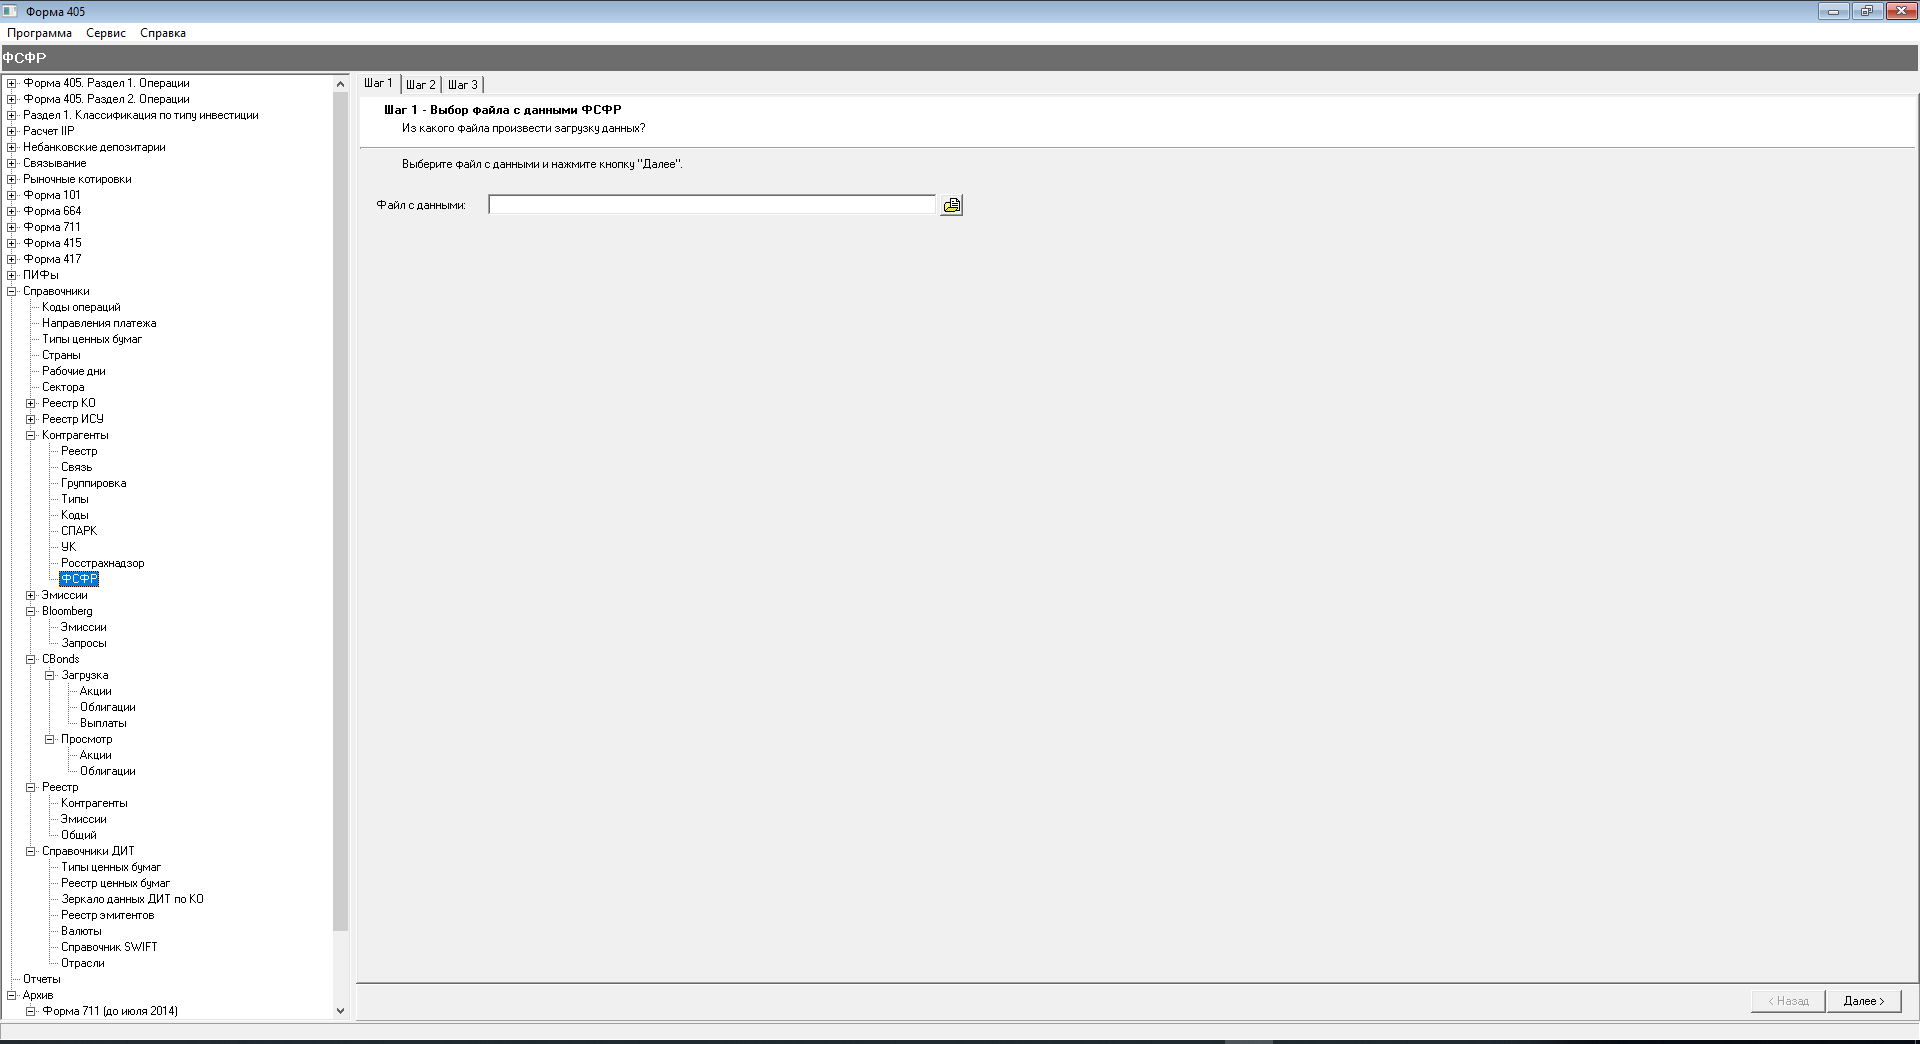 Форма 405
Программа Сервис Справка
ФСФР
Форма 405. Раздел 1. Операции
Форма 405. Раздел 2. Операции
Раздел 1. Классификация по типу инвестиции
Расчет IIP
Небанковские депозитарии
Связывание
Рыночные котировки
Форма 101
Форма 664
Форма 711
Форма 415
Форма 417
ПИФы
Справочники
Коды операций
Направления платежа
Типы ценных бумаг
Страны
Рабочие дни
Сектора
Реестр КО
Реестр ИСУ
Контрагенты
Реестр
Связь
Группировка
Типы
Коды
СПАРК
УК
Росстрахнадзор
ФСФР
Эмиссии
Bloomberg
Эмиссии
Запросы
CBonds
Загрузка
Акции
Облигации
Выплаты
Просмотр
Акции
Облигации
Реестр
Контрагенты
Эмиссии
Общий
Справочники ДИТ
Типы ценных бумаг
Реестр ценных бумаг
Зеркало данных ДИТ по КО
Реестр эмитентов
Валюты
Справочник SWIFT
Отрасли
Отчеты
Архив
Форма 711 (до июля 2014)
Шаг 1 Шаг 2 Шаг 3
Шаг 1 - Выбор файла с данными ФСФР
Из какого файла произвести загрузку данных?
Выберите файл с данными и нажмите кнопку "Далее".
Файл с данными:
< Назад Далее >